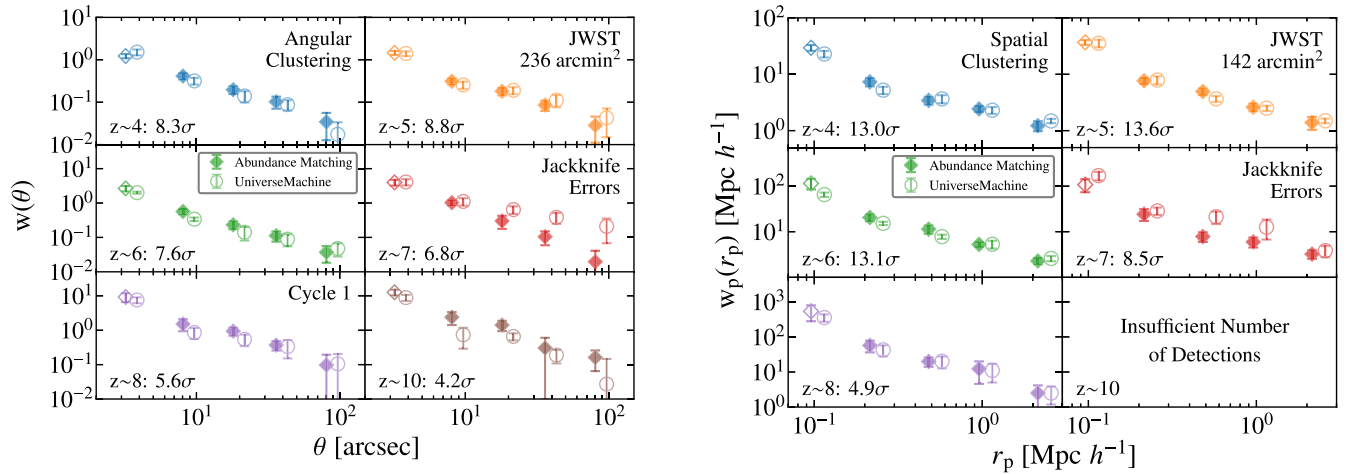 Angular
Clustering
z~4: 8.3σ
JWST
236 arcmin²
z~5: 8.8σ
Abundance Matching
UniverseMachine
z~6: 7.6σ
Jackknife
Errors
z~7: 6.8σ
Cycle 1
z~8: 5.6σ
z~10: 4.2σ
w(θ)
10¹
10⁰
10⁻¹
10⁻²
10¹
10⁰
10⁻¹
10⁻²
10¹
10⁰
10⁻¹
10⁻²
10¹
10²
10¹
10²
θ [arcsec]
Spatial
Clustering
z~4: 13.0σ
JWST
142 arcmin²
z~5: 13.6σ
Abundance Matching
UniverseMachine
z~6: 13.1σ
Jackknife
Errors
z~7: 8.5σ
z~8: 4.9σ
Insufficient Number
of Detections
z~10
wₚ(rₚ) [Mpc h⁻¹]
10²
10¹
10⁰
10²
10¹
10³
10²
10¹
10⁰
10⁻¹
10⁰
10⁻¹
10⁰
rₚ [Mpc h⁻¹]